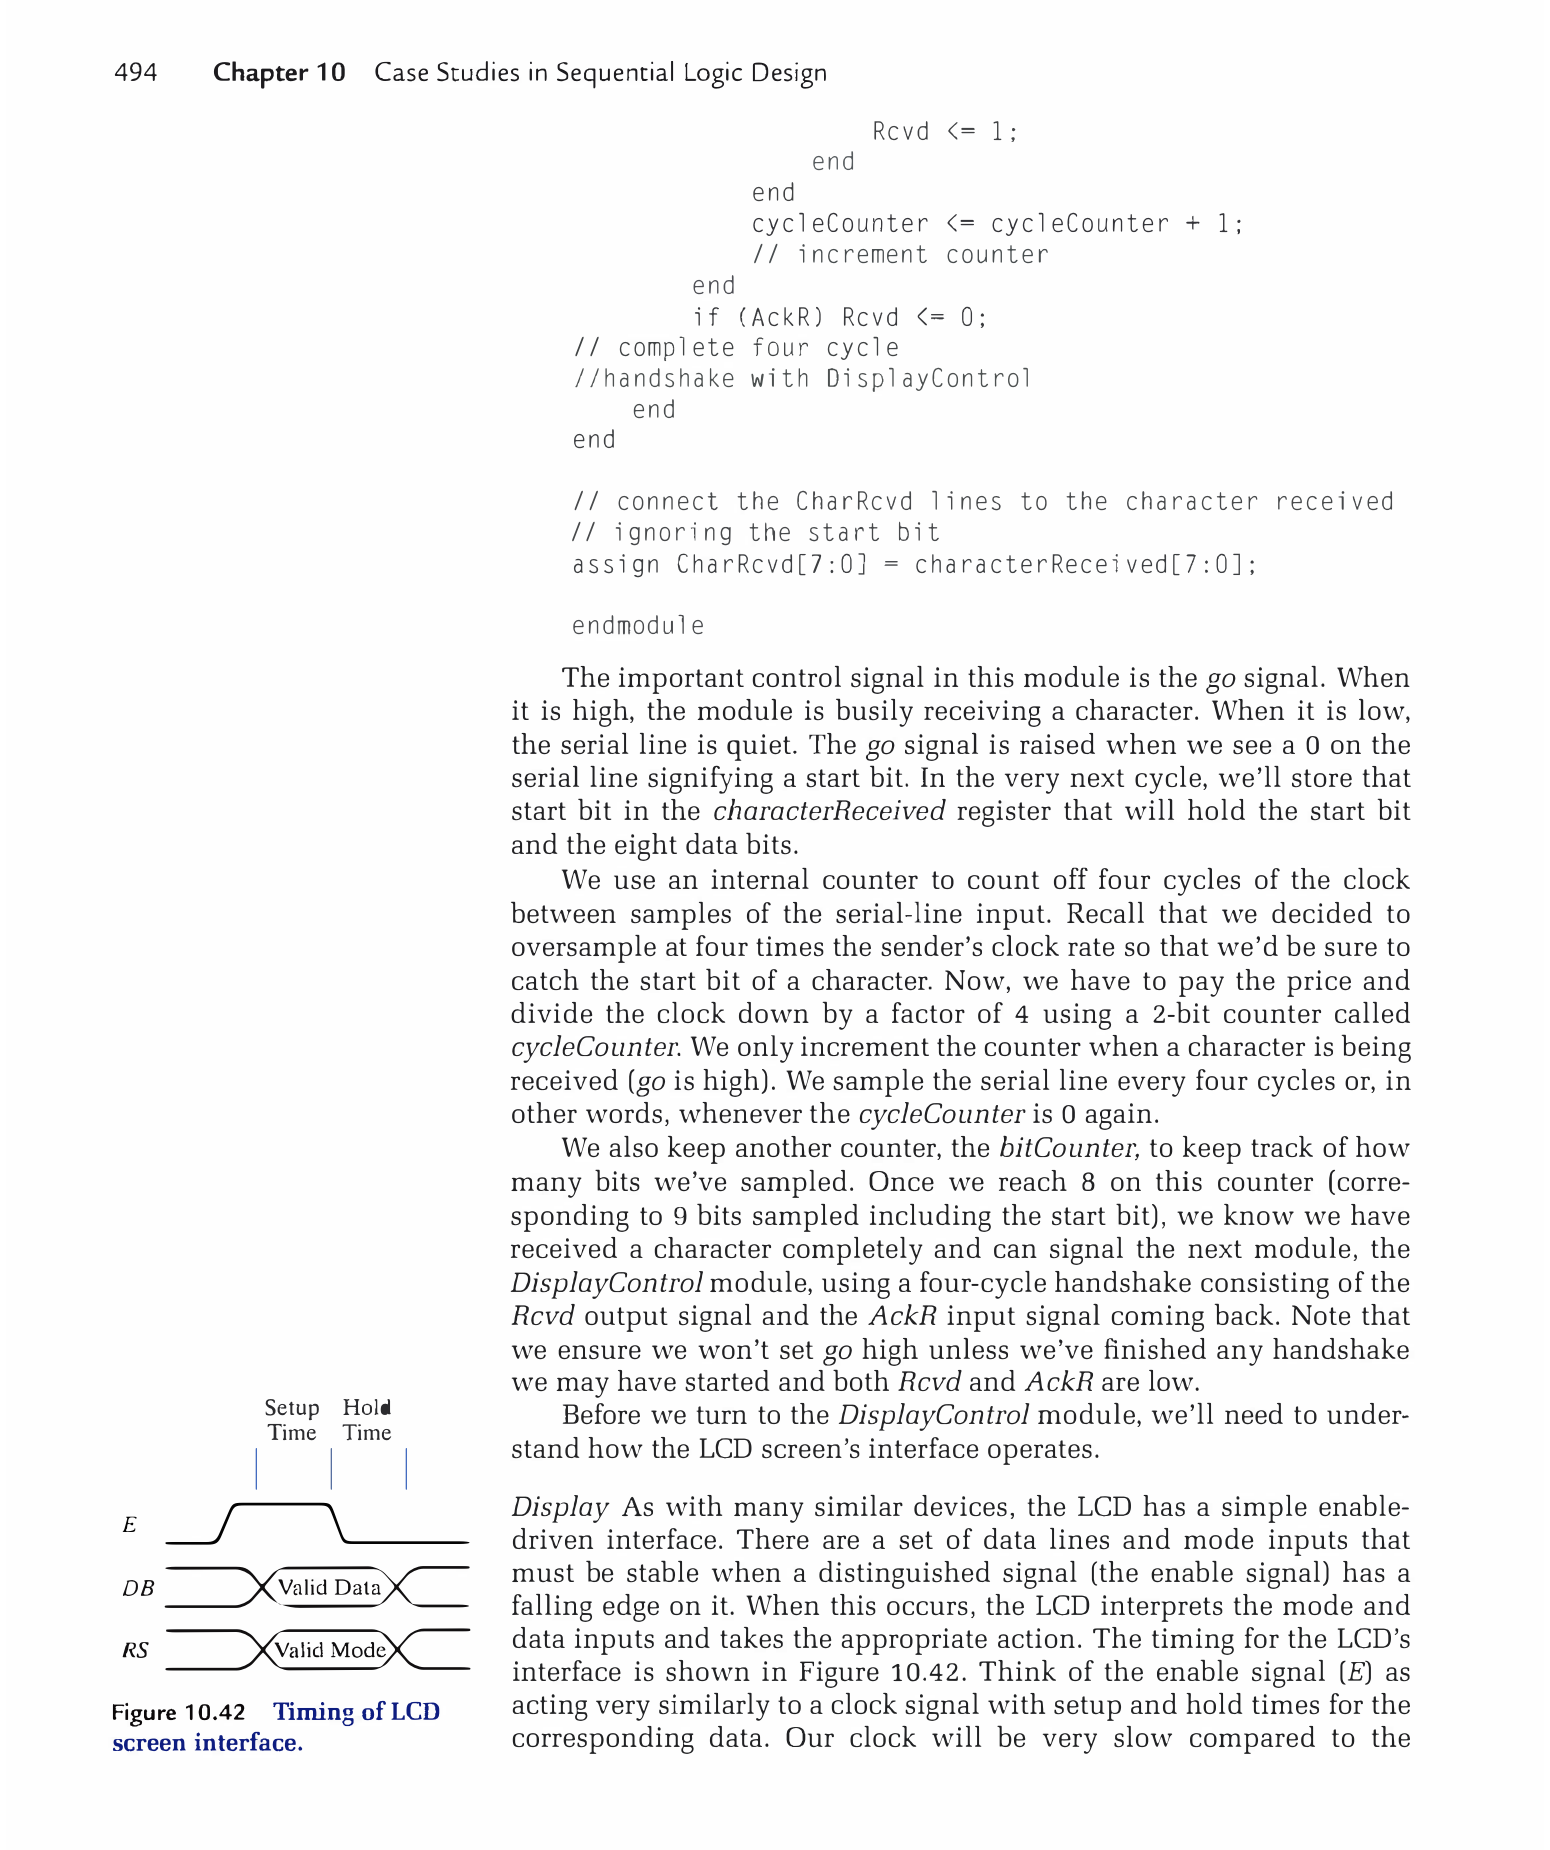 494 Chapter 10 Case Studies in Sequential Logic Design
Rcvd <= 1;
end
end
cycleCounter <= cycleCounter + 1;
// increment counter
end
if (AckR) Rcvd <= 0;
// complete four cycle
//handshake with DisplayControl
end
end
// connect the CharRcvd lines to the character received
// ignoring the start bit
assign CharRcvd[7:0] = characterReceived[7:0];
endmodule
The important control signal in this module is the go signal. When
it is high, the module is busily receiving a character. When it is low,
the serial line is quiet. The go signal is raised when we see a 0 on the
serial line signifying a start bit. In the very next cycle, we'll store that
start bit in the characterReceived register that will hold the start bit
and the eight data bits.
We use an internal counter to count off four cycles of the clock
between samples of the serial-line input. Recall that we decided to
oversample at four times the sender's clock rate so that we'd be sure to
catch the start bit of a character. Now, we have to pay the price and
divide the clock down by a factor of 4 using a 2-bit counter called
cycleCounter. We only increment the counter when a character is being
received (go is high). We sample the serial line every four cycles or, in
other words, whenever the cycleCounter is 0 again.
We also keep another counter, the bitCounter, to keep track of how
many bits we've sampled. Once we reach 8 on this counter (corre-
sponding to 9 bits sampled including the start bit), we know we have
received a character completely and can signal the next module, the
DisplayControl module, using a four-cycle handshake consisting of the
Rcvd output signal and the AckR input signal coming back. Note that
we ensure we won't set go high unless we've finished any handshake
we may have started and both Rcvd and AckR are low.
Before we turn to the DisplayControl module, we'll need to under-
stand how the LCD screen's interface operates.
Display As with many similar devices, the LCD has a simple enable-
driven interface. There are a set of data lines and mode inputs that
must be stable when a distinguished signal (the enable signal) has a
falling edge on it. When this occurs, the LCD interprets the mode and
data inputs and takes the appropriate action. The timing for the LCD's
interface is shown in Figure 10.42. Think of the enable signal (E) as
acting very similarly to a clock signal with setup and hold times for the
corresponding data. Our clock will be very slow compared to the
Setup Hold
Time Time
E
DB Valid Data
RS Valid Mode
Figure 10.42 Timing of LCD
screen interface.